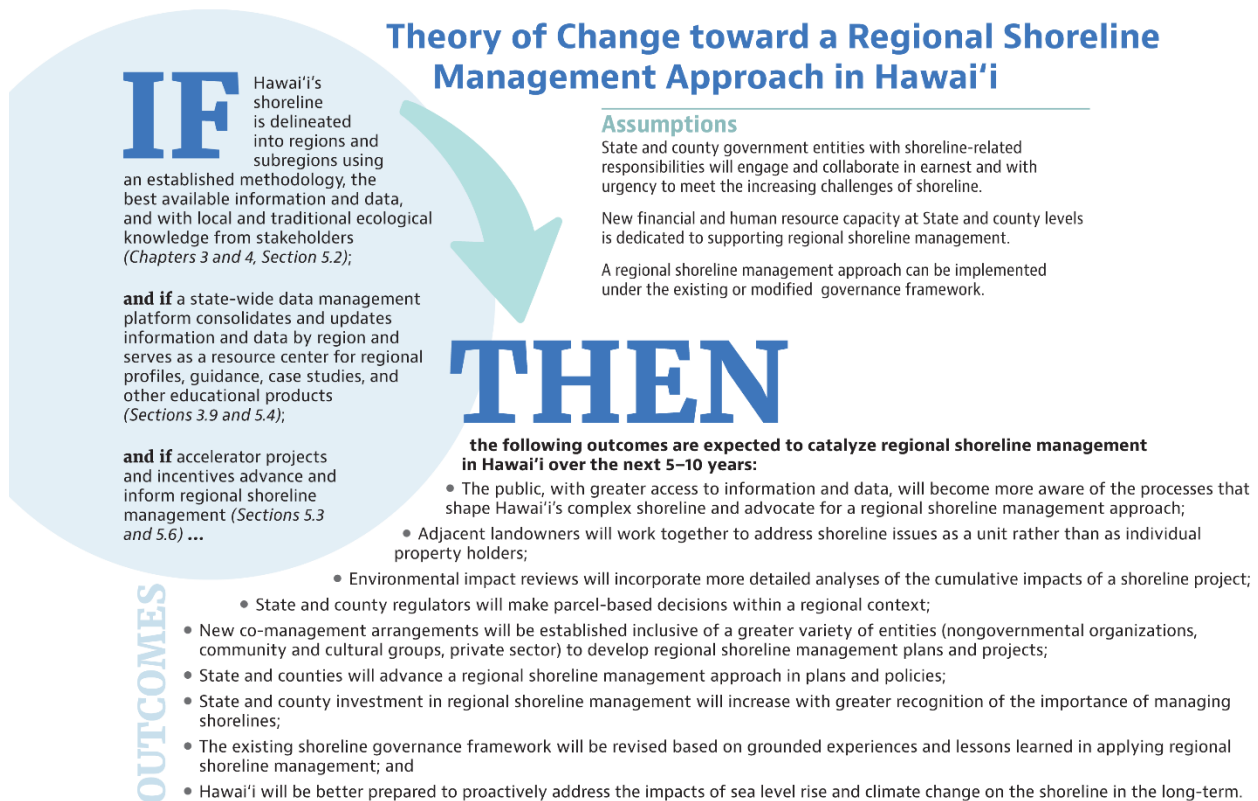 Theory of Change toward a Regional Shoreline
Management Approach in Hawai‘i
IF
Hawai‘i’s
shoreline
is delineated
into regions and
subregions using
an established methodology, the
best available information and data,
and with local and traditional ecological
knowledge from stakeholders
(Chapters 3 and 4, Section 5.2);
and if a state-wide data management
platform consolidates and updates
information and data by region and
serves as a resource center for regional
profiles, guidance, case studies, and
other educational products
(Sections 3.9 and 5.4);
and if accelerator projects
and incentives advance and
inform regional shoreline
management (Sections 5.3
and 5.6) ...
Assumptions
State and county government entities with shoreline-related
responsibilities will engage and collaborate in earnest and with
urgency to meet the increasing challenges of shoreline.
New financial and human resource capacity at State and county levels
is dedicated to supporting regional shoreline management.
A regional shoreline management approach can be implemented
under the existing or modified governance framework.
THEN
the following outcomes are expected to catalyze regional shoreline management
in Hawai‘i over the next 5–10 years:
OUTCOMES
• The public, with greater access to information and data, will become more aware of the processes that
shape Hawai‘i’s complex shoreline and advocate for a regional shoreline management approach;
• Adjacent landowners will work together to address shoreline issues as a unit rather than as individual
property holders;
• Environmental impact reviews will incorporate more detailed analyses of the cumulative impacts of a shoreline project;
• State and county regulators will make parcel-based decisions within a regional context;
• New co-management arrangements will be established inclusive of a greater variety of entities (nongovernmental organizations,
community and cultural groups, private sector) to develop regional shoreline management plans and projects;
• State and counties will advance a regional shoreline management approach in plans and policies;
• State and county investment in regional shoreline management will increase with greater recognition of the importance of managing
shorelines;
• The existing shoreline governance framework will be revised based on grounded experiences and lessons learned in applying regional
shoreline management; and
• Hawai‘i will be better prepared to proactively address the impacts of sea level rise and climate change on the shoreline in the long-term.